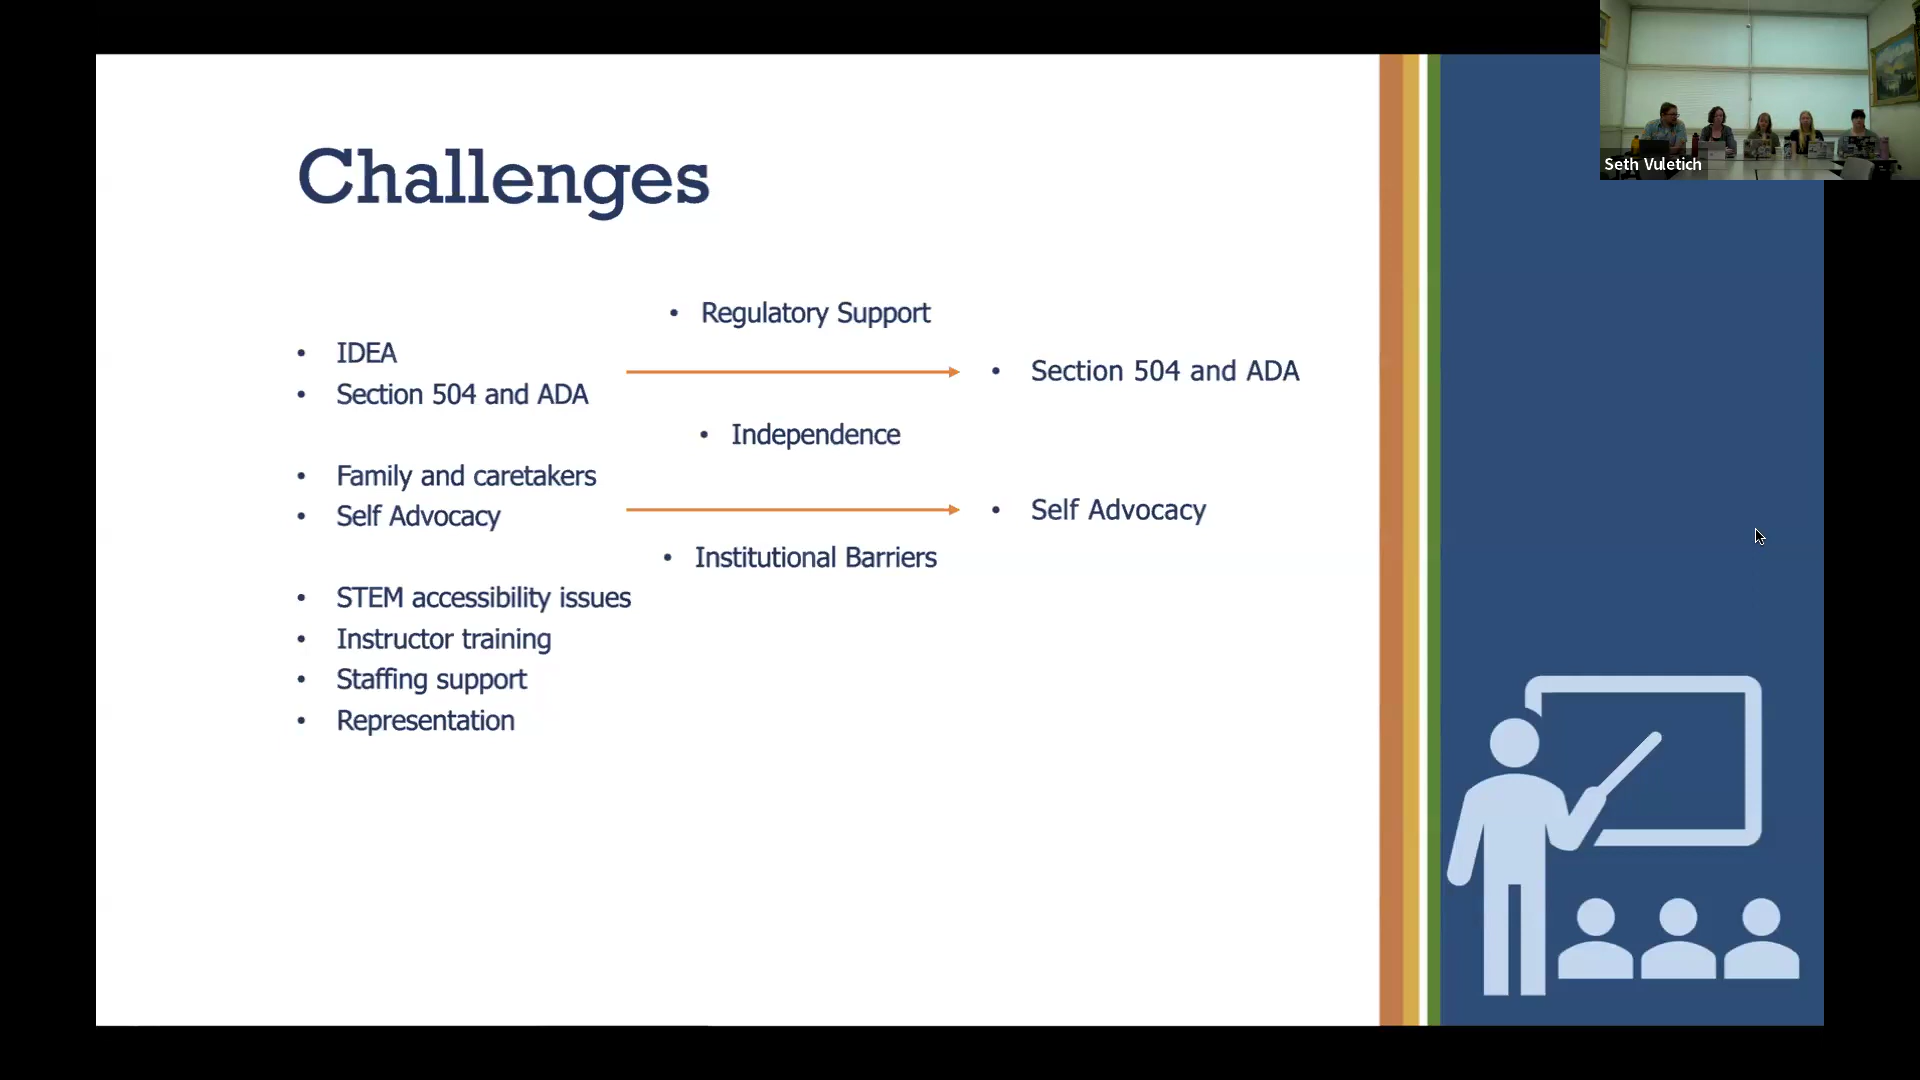 Seth Vuletich
Challenges
• Regulatory Support
• IDEA
• Section 504 and ADA
• Section 504 and ADA
• Independence
• Family and caretakers
• Self Advocacy
• Self Advocacy
• Institutional Barriers
• STEM accessibility issues
• Instructor training
• Staffing support
• Representation